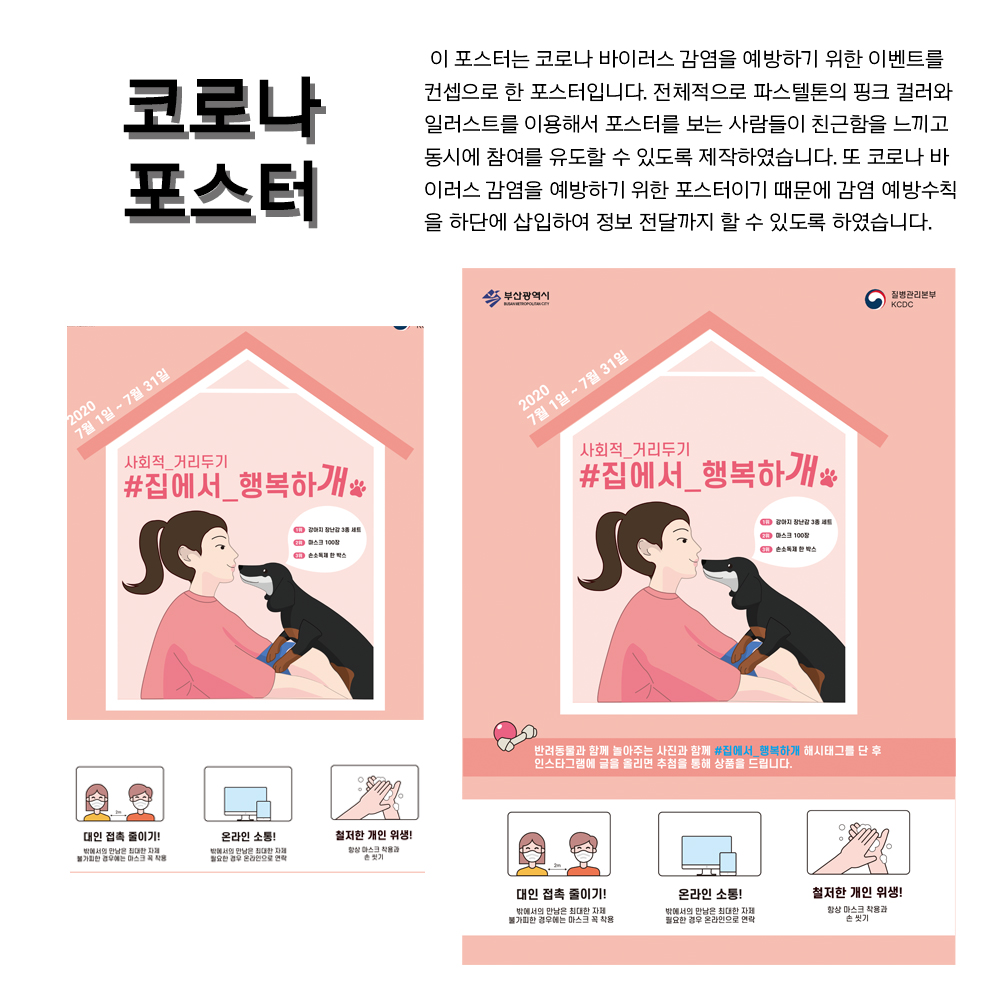 코로나
포스터
이 포스터는 코로나 바이러스 감염을 예방하기 위한 이벤트를
컨셉으로 한 포스터입니다. 전체적으로 파스텔톤의 핑크 컬러와
일러스트를 이용해서 포스터를 보는 사람들이 친근함을 느끼고
동시에 참여를 유도할 수 있도록 제작하였습니다. 또 코로나 바
이러스 감염을 예방하기 위한 포스터이기 때문에 감염 예방수칙
을 하단에 삽입하여 정보 전달까지 할 수 있도록 하였습니다.
2020
7월 1일 ~ 7월 31일
사회적_거리두기
#집에서_행복하개
1위 강아지 장난감 3종 세트
2위 마스크 100장
3위 손소독제 한 박스
2m
대인 접촉 줄이기!
밖에서의 만남은 최대한 자제
불가피한 경우에는 마스크 꼭 착용
온라인 소통!
밖에서의 만남은 최대한 자제
필요한 경우 온라인으로 연락
철저한 개인 위생!
항상 마스크 착용과
손 씻기
부산광역시
BUSAN METROPOLITAN CITY
질병관리본부
KCDC
2020
7월 1일 ~ 7월 31일
사회적_거리두기
#집에서_행복하개
1위 강아지 장난감 3종 세트
2위 마스크 100장
3위 손소독제 한 박스
반려동물과 함께 놀아주는 사진과 함께 #집에서_행복하개 해시태그를 단 후
인스타그램에 글을 올리면 추첨을 통해 상품을 드립니다.
2m
대인 접촉 줄이기!
밖에서의 만남은 최대한 자제
불가피한 경우에는 마스크 꼭 착용
온라인 소통!
밖에서의 만남은 최대한 자제
필요한 경우 온라인으로 연락
철저한 개인 위생!
항상 마스크 착용과
손 씻기